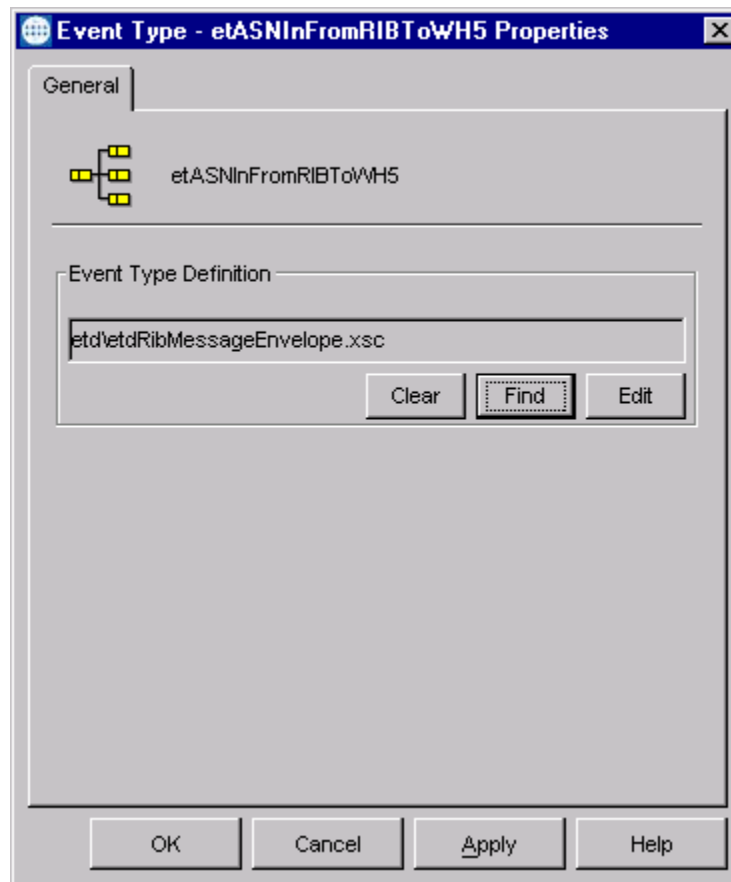 Event Type - etASNInFromRIBToWH5 Properties
General
etASNInFromRIBToWH5
Event Type Definition
etd\etdRibMessageEnvelope.xsc
Clear Find Edit
OK Cancel Apply Help